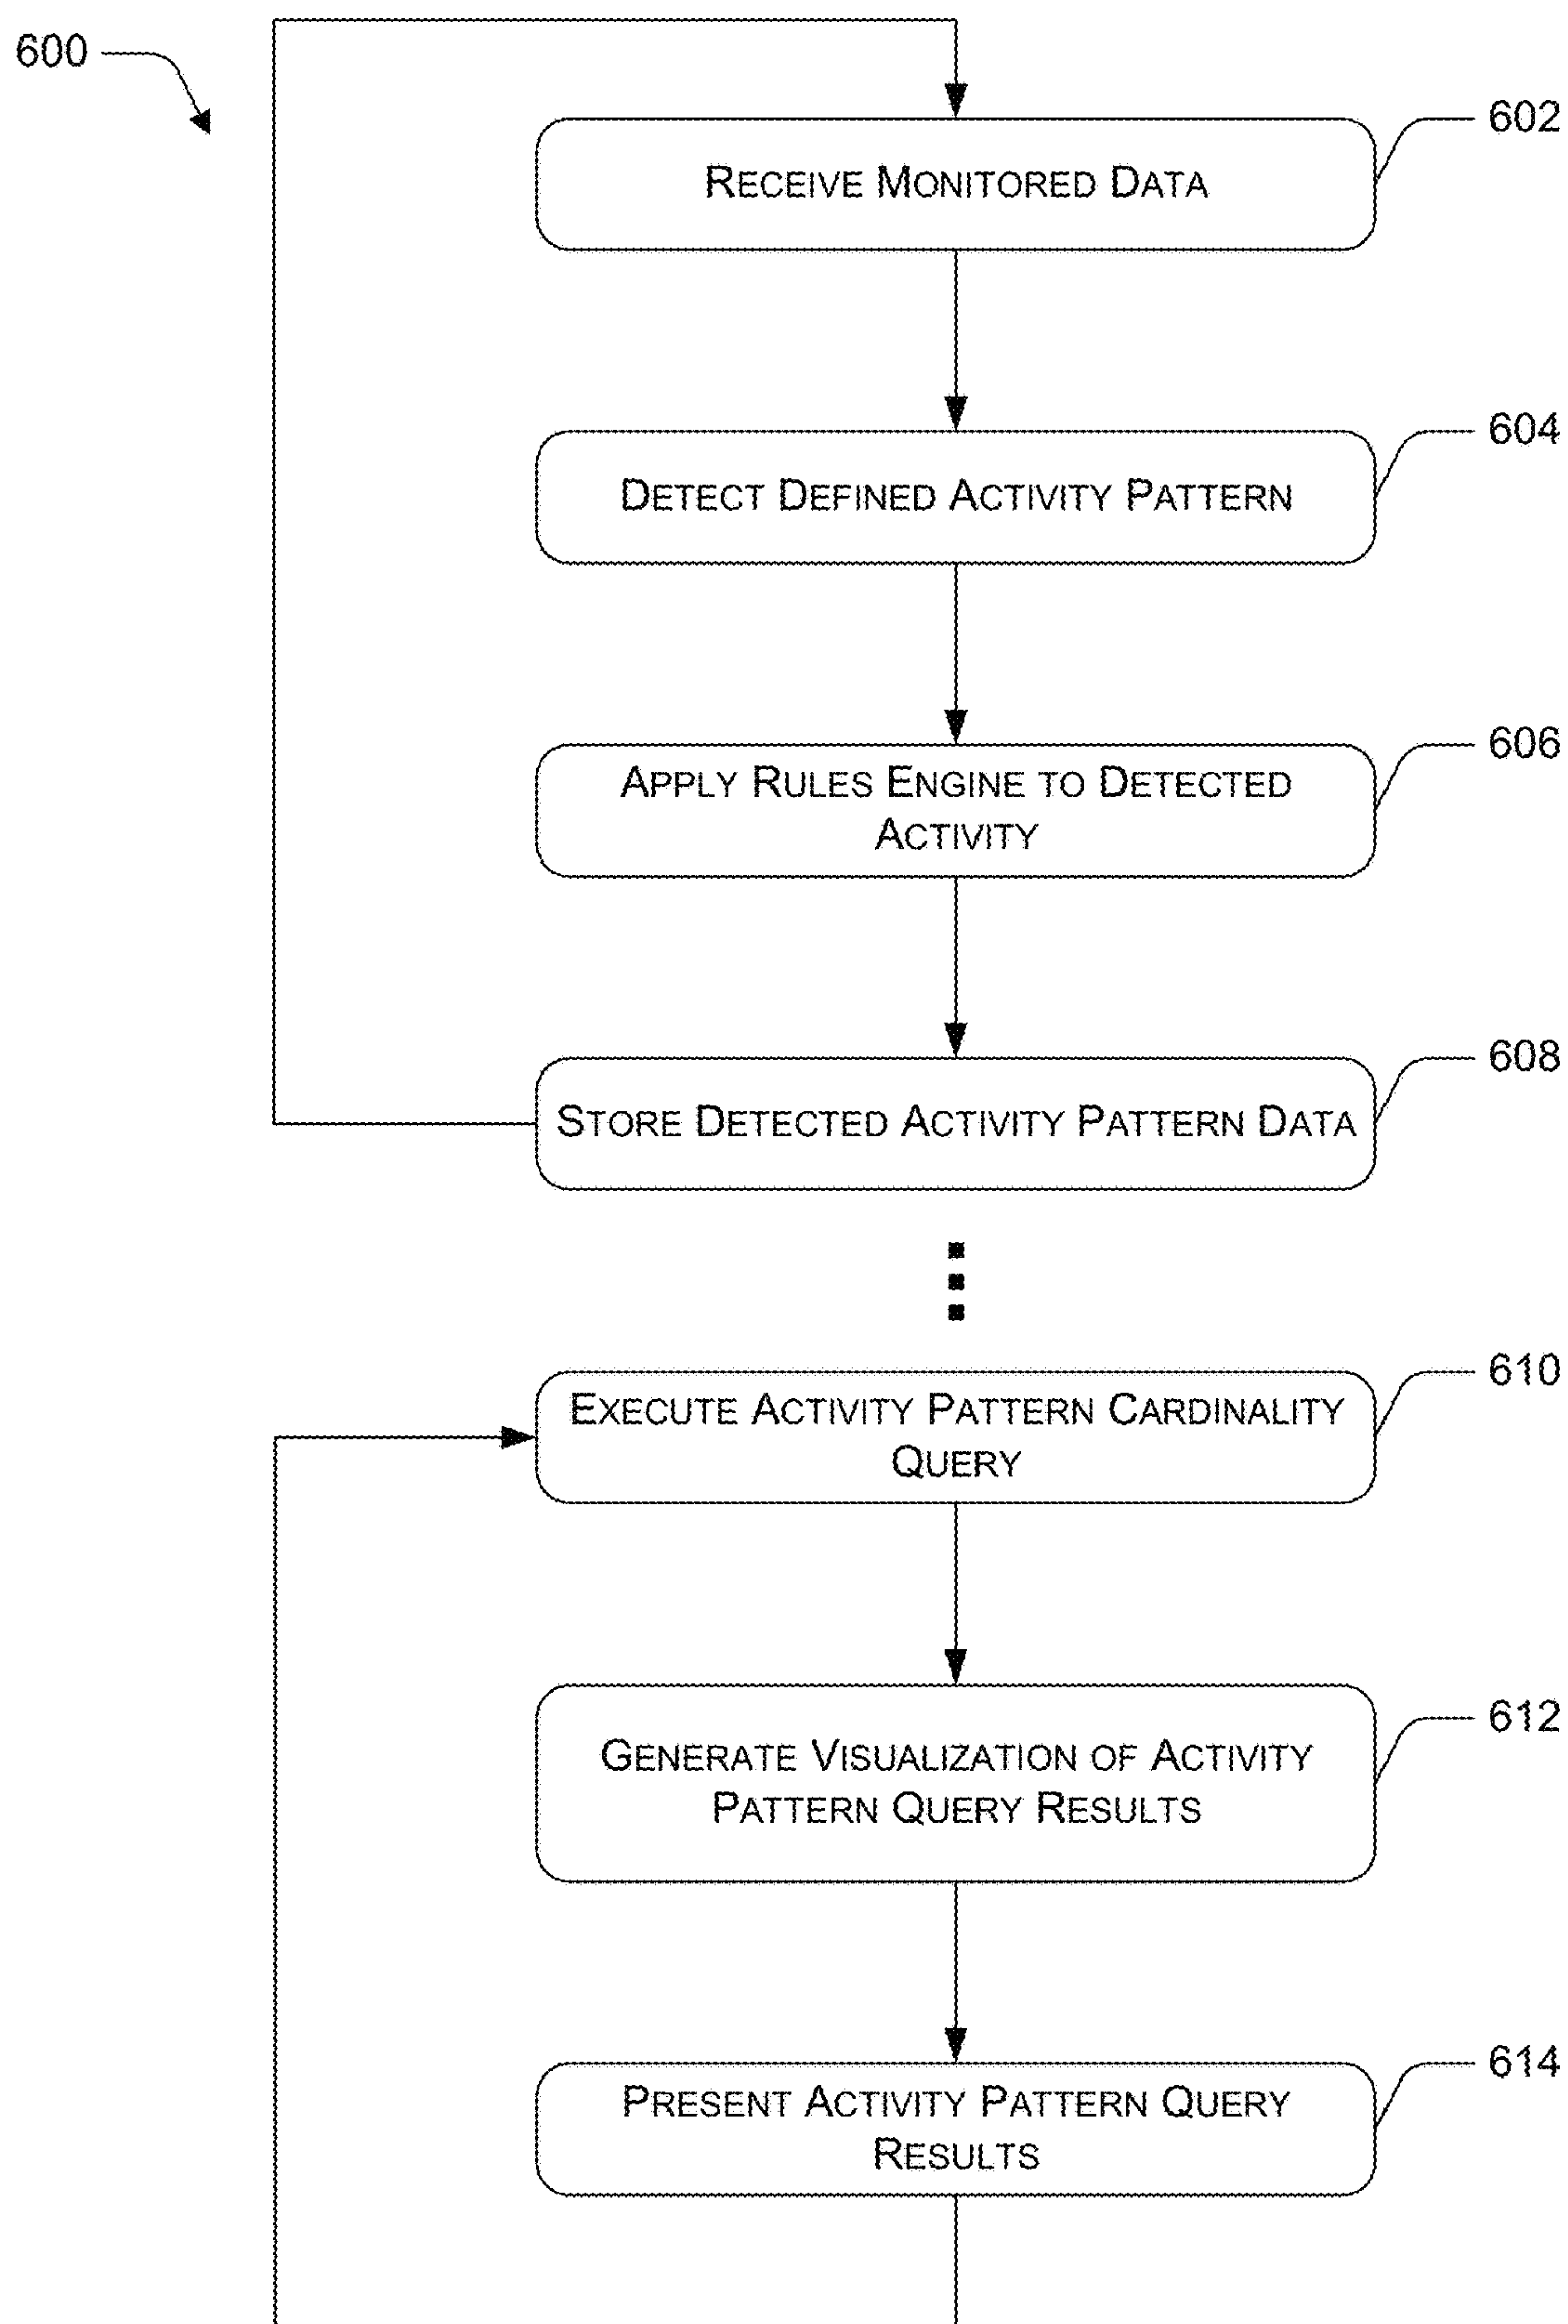 600
602
RECEIVE MONITORED DATA
604
DETECT DEFINED ACTIVITY PATTERN
606
APPLY RULES ENGINE TO DETECTED
ACTIVITY
608
STORE DETECTED ACTIVITY PATTERN DATA
610
EXECUTE ACTIVITY PATTERN CARDINALITY
QUERY
612
GENERATE VISUALIZATION OF ACTIVITY
PATTERN QUERY RESULTS
614
PRESENT ACTIVITY PATTERN QUERY
RESULTS